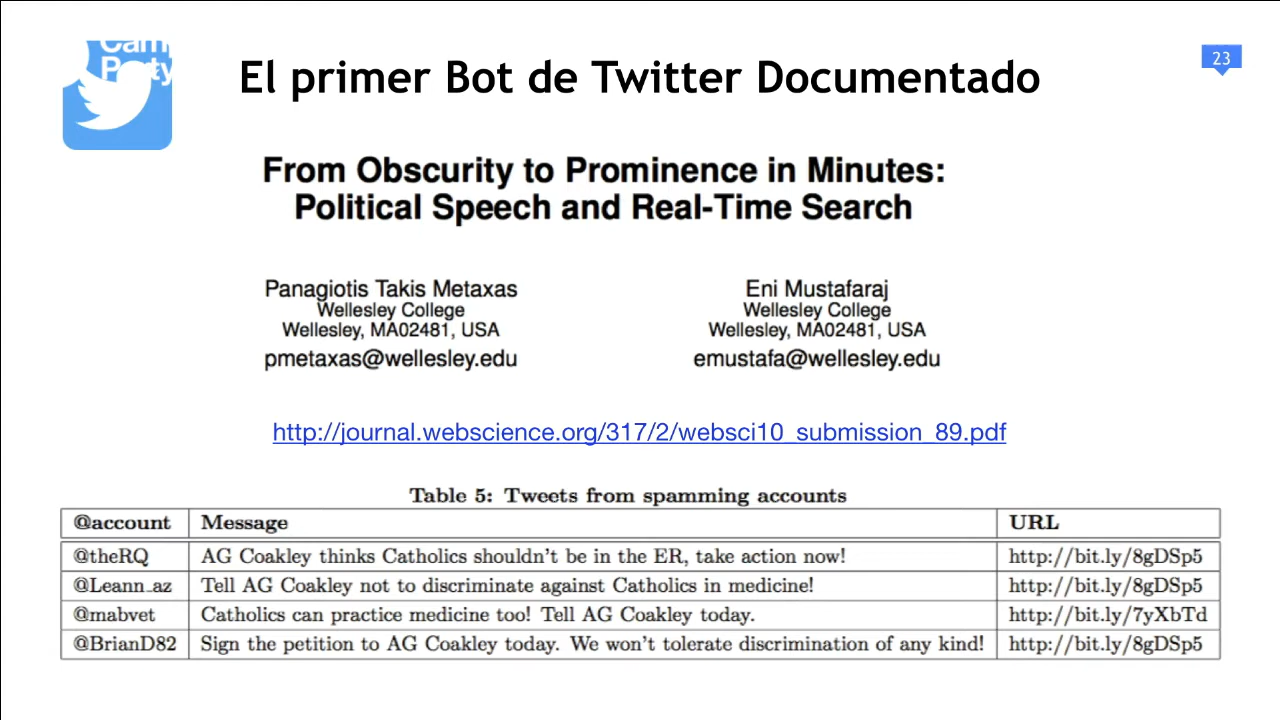 Camp
Party
El primer Bot de Twitter Documentado
23
From Obscurity to Prominence in Minutes:
Political Speech and Real-Time Search
Panagiotis Takis Metaxas
Wellesley College
Wellesley, MA02481, USA
pmetaxas@wellesley.edu
Eni Mustafaraj
Wellesley College
Wellesley, MA02481, USA
emustafa@wellesley.edu
http://journal.webscience.org/317/2/websci10_submission_89.pdf
Table 5: Tweets from spamming accounts
@account Message URL
@theRQ AG Coakley thinks Catholics shouldn't be in the ER, take action now! http://bit.ly/8gDSp5
@Leann_az Tell AG Coakley not to discriminate against Catholics in medicine! http://bit.ly/8gDSp5
@mabvet Catholics can practice medicine too! Tell AG Coakley today. http://bit.ly/7yXbTd
@BrianD82 Sign the petition to AG Coakley today. We won't tolerate discrimination of any kind! http://bit.ly/8gDSp5